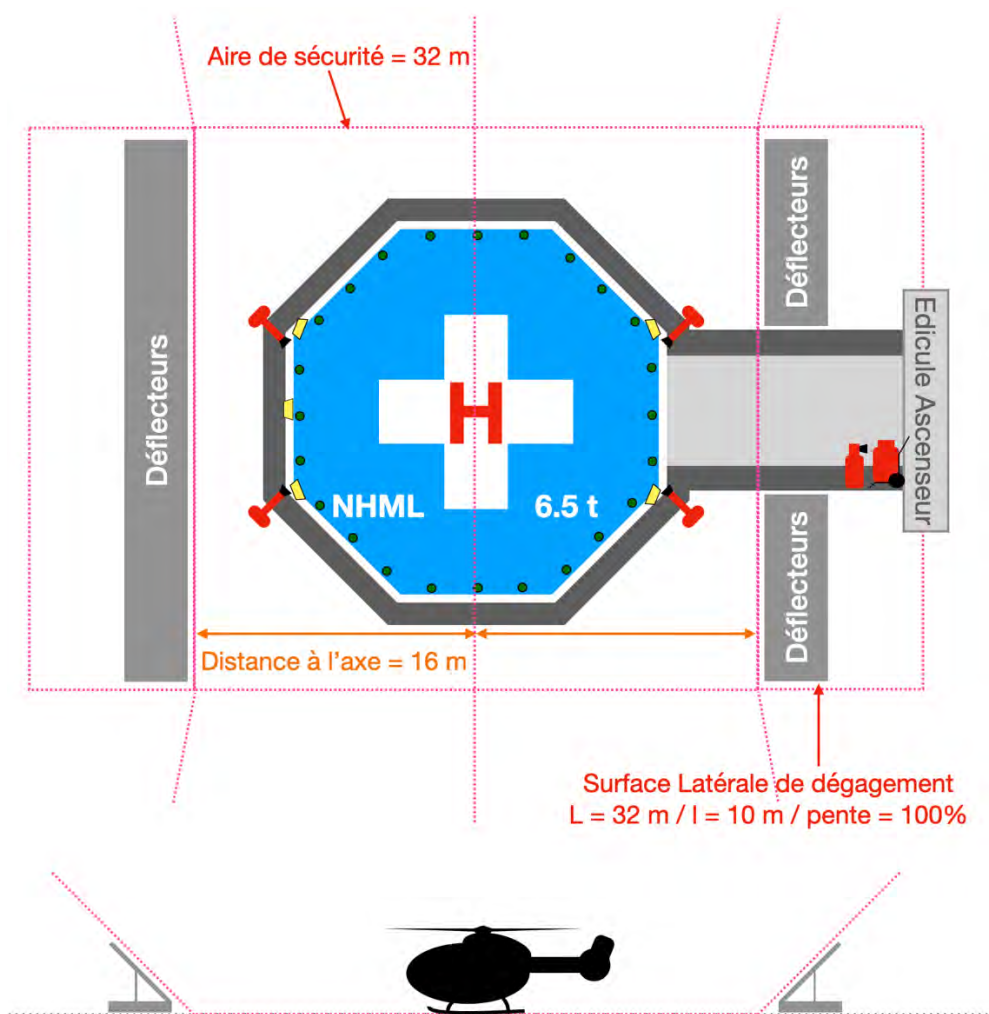 Aire de sécurité = 32 m
Déflecteurs
Déflecteurs
Edicule Ascenseur
H
NHML
6.5 t
Déflecteurs
Distance à l'axe = 16 m
Surface Latérale de dégagement
L = 32 m / l = 10 m / pente = 100%